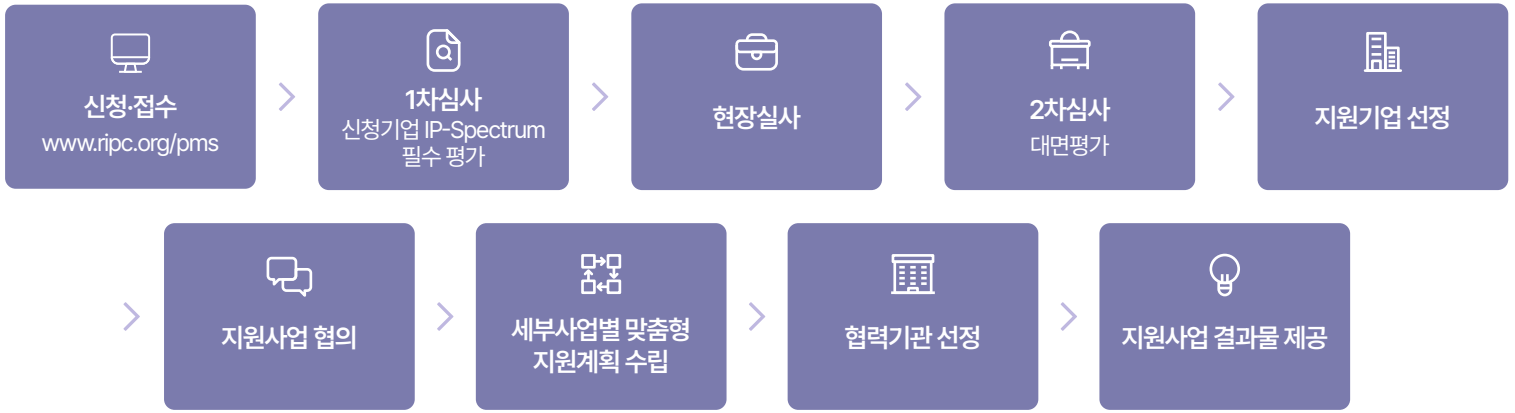 신청·접수
www.ripc.org/pms
1차심사
신청기업 IP-Spectrum
필수 평가
현장실사
2차심사
대면평가
지원기업 선정
지원사업 협의
세부사업별 맞춤형
지원계획 수립
협력기관 선정
지원사업 결과물 제공